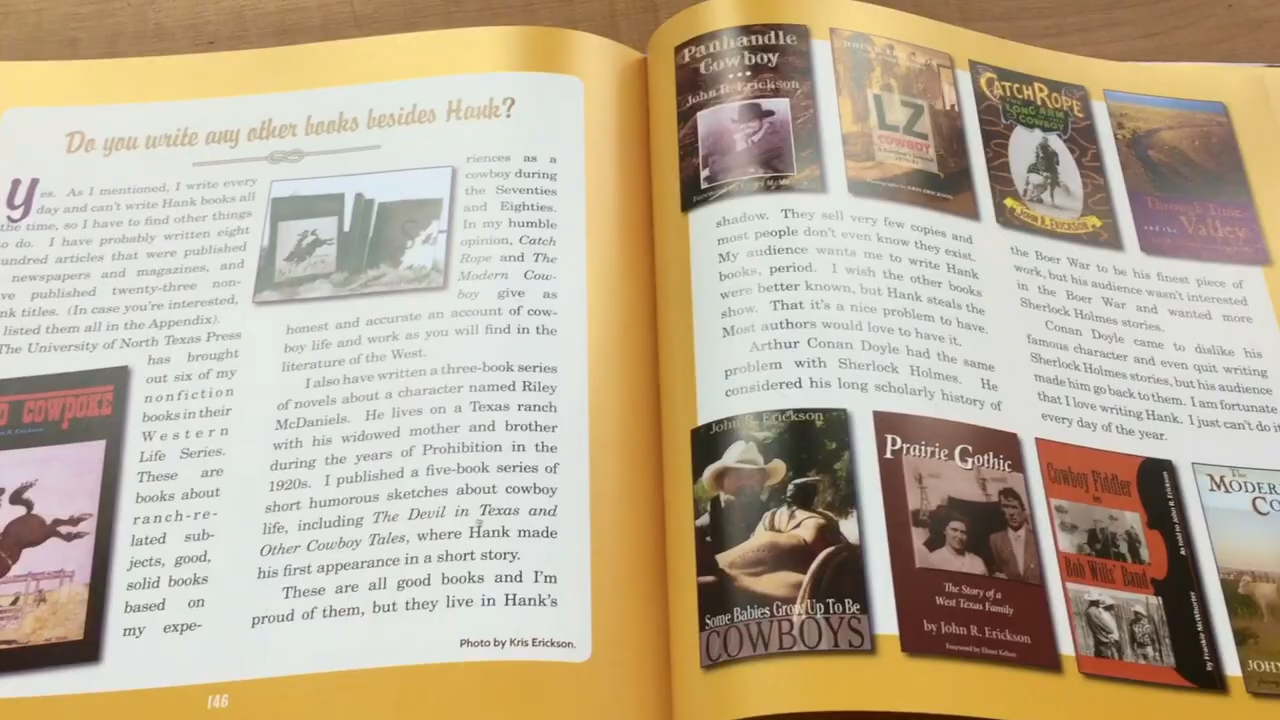 Do you write any other books besides Hank?
Yes. As I mentioned, I write every
day and can't write Hank books all
the time, so I have to find other things
to do. I have probably written eight
hundred articles that were published
newspapers and magazines, and
published twenty-three non-
titles. (In case you're interested,
listed them all in the Appendix).
The University of North Texas Press
has brought
out six of my
nonfiction
books in their
Western
Life Series.
These are
books about
ranch-re-
lated sub-
jects, good,
solid books
based on
my expe-
COWPOKE
riences as a
cowboy during
the Seventies
and Eighties.
In my humble
opinion, Catch
Rope and The
Modern Cow-
boy give as
honest and accurate an account of cow-
boy life and work as you will find in the
literature of the West.
I also have written a three-book series
of novels about a character named Riley
McDaniels. He lives on a Texas ranch
with his widowed mother and brother
during the years of Prohibition in the
1920s. I published a five-book series of
short humorous sketches about cowboy
life, including The Devil in Texas and
Other Cowboy Tales, where Hank made
his first appearance in a short story.
These are all good books and I'm
proud of them, but they live in Hank's
Photo by Kris Erickson.
146
Panhandle
Cowboy
John R. Erickson
LZ
COWBOY
Photographs by KRIS ERICKSON
CATCH ROPE
THE
LONG ARM
COWBOY
JOHN R. ERICKSON
Through Time
and the Valley
shadow. They sell very few copies and
most people don't even know they exist.
My audience wants me to write Hank
books, period. I wish the other books
were better known, but Hank steals the
show. That it's a nice problem to have.
Most authors would love to have it.
Arthur Conan Doyle had the same
problem with Sherlock Holmes. He
considered his long scholarly history of
the Boer War to be his finest piece of
work, but his audience wasn't interested
in the Boer War and wanted more
Sherlock Holmes stories.
Conan Doyle came to dislike his
famous character and even quit writing
Sherlock Holmes stories, but his audience
made him go back to them. I am fortunate
that I love writing Hank. I just can't do it
every day of the year.
John R. Erickson
Some Babies Grow Up To Be
COWBOYS
Prairie Gothic
The Story of a
West Texas Family
by John R. Erickson
Foreword by Elmer Kelton
Cowboy Fiddler
in
Bob Wills' Band
As told to John R. Erickson
by Frankie McWhorter
The
MODERN
CO
JOHN